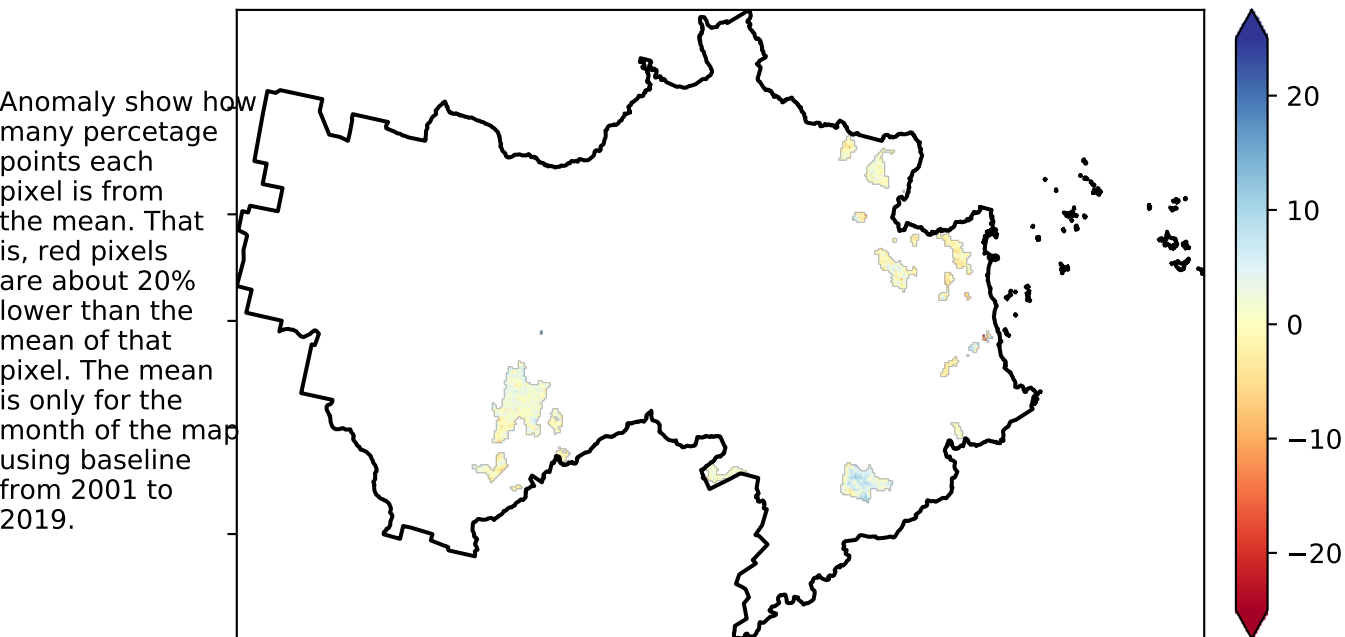 Anomaly show how
many percetage
points each
pixel is from
the mean. That
is, red pixels
are about 20%
lower than the
mean of that
pixel. The mean
is only for the
month of the map
using baseline
from 2001 to
2019.
20
10
0
−10
−20